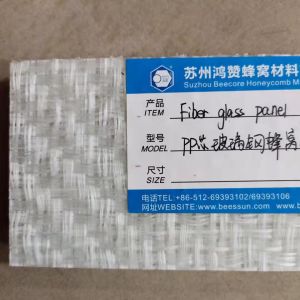 苏州鸿赞蜂窝材料
Suzhou Beecore Honeycomb M
产品
ITEM
Fiber glass panel
型号
MODEL
PP芯玻璃钢蜂窝
尺寸
SIZE
电话TEL:+86-512-69393102/69393106
网址WEBSITE:www.beessun.com